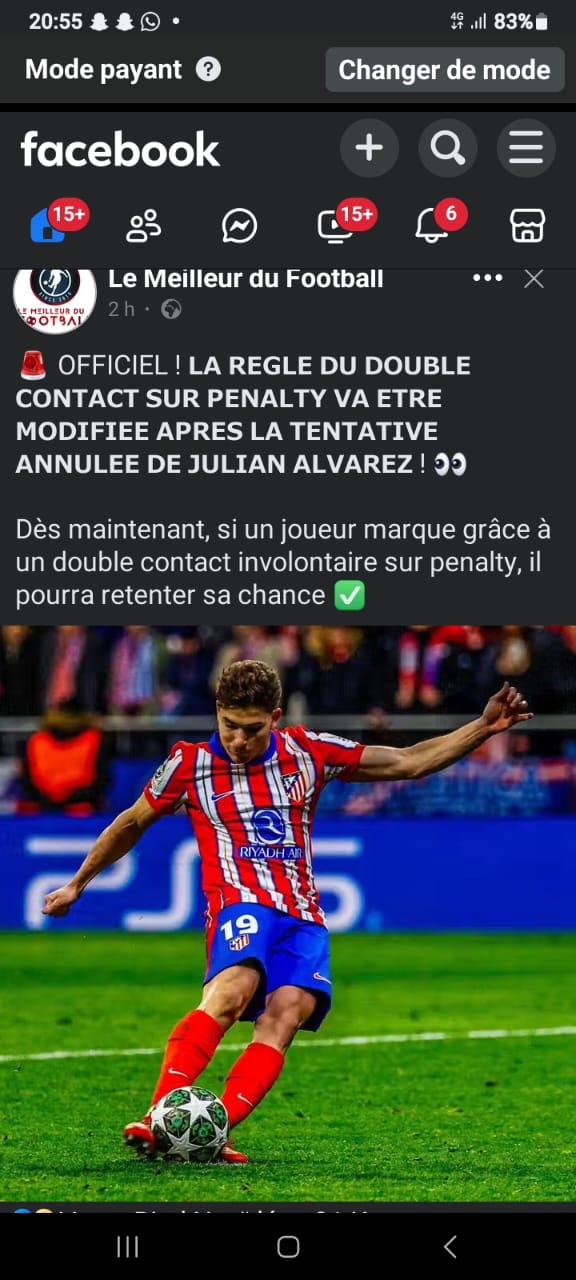 20:55
4G
83%
Mode payant ?
Changer de mode
facebook
15+
15+
6
Le Meilleur du Football
LE MEILLEUR DU
FOOTBALL
2 h ·
🚨 OFFICIEL ! LA REGLE DU DOUBLE
CONTACT SUR PENALTY VA ETRE
MODIFIEE APRES LA TENTATIVE
ANNULEE DE JULIAN ALVAREZ ! 👀
Dès maintenant, si un joueur marque grâce à
un double contact involontaire sur penalty, il
pourra retenter sa chance ✅
PS5
RIYADH AIR
19